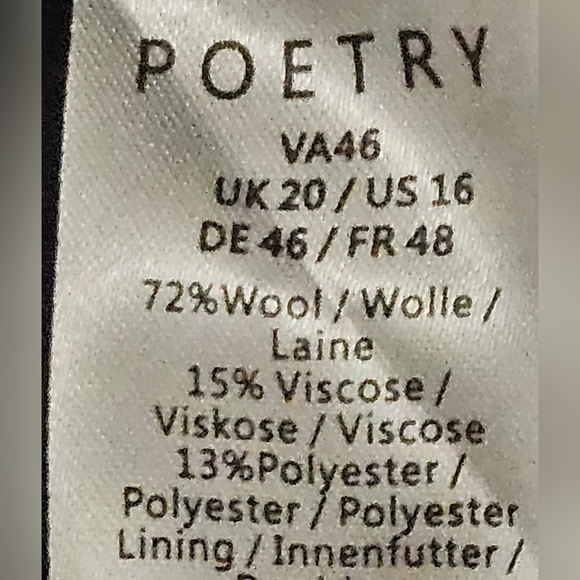 POETRY
VA46
UK 20 / US 16
DE 46 / FR 48
72%Wool / Wolle /
Laine
15% Viscose /
Viskose / Viscose
13%Polyester /
Polyester / Polyester
Lining / Innenfutter /